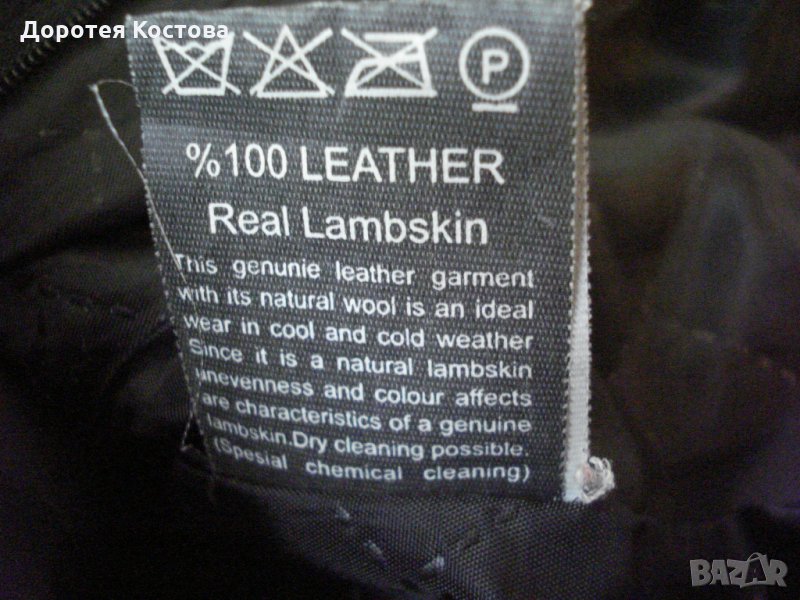 Доротея Костова
P
%100 LEATHER
Real Lambskin
This genunie leather garment
with its natural wool is an ideal
wear in cool and cold weather
Since it is a natural lambskin
unevenness and colour affects
are characteristics of a genuine
lambskin.Dry cleaning possible.
(Spesial chemical cleaning)
BAZAR